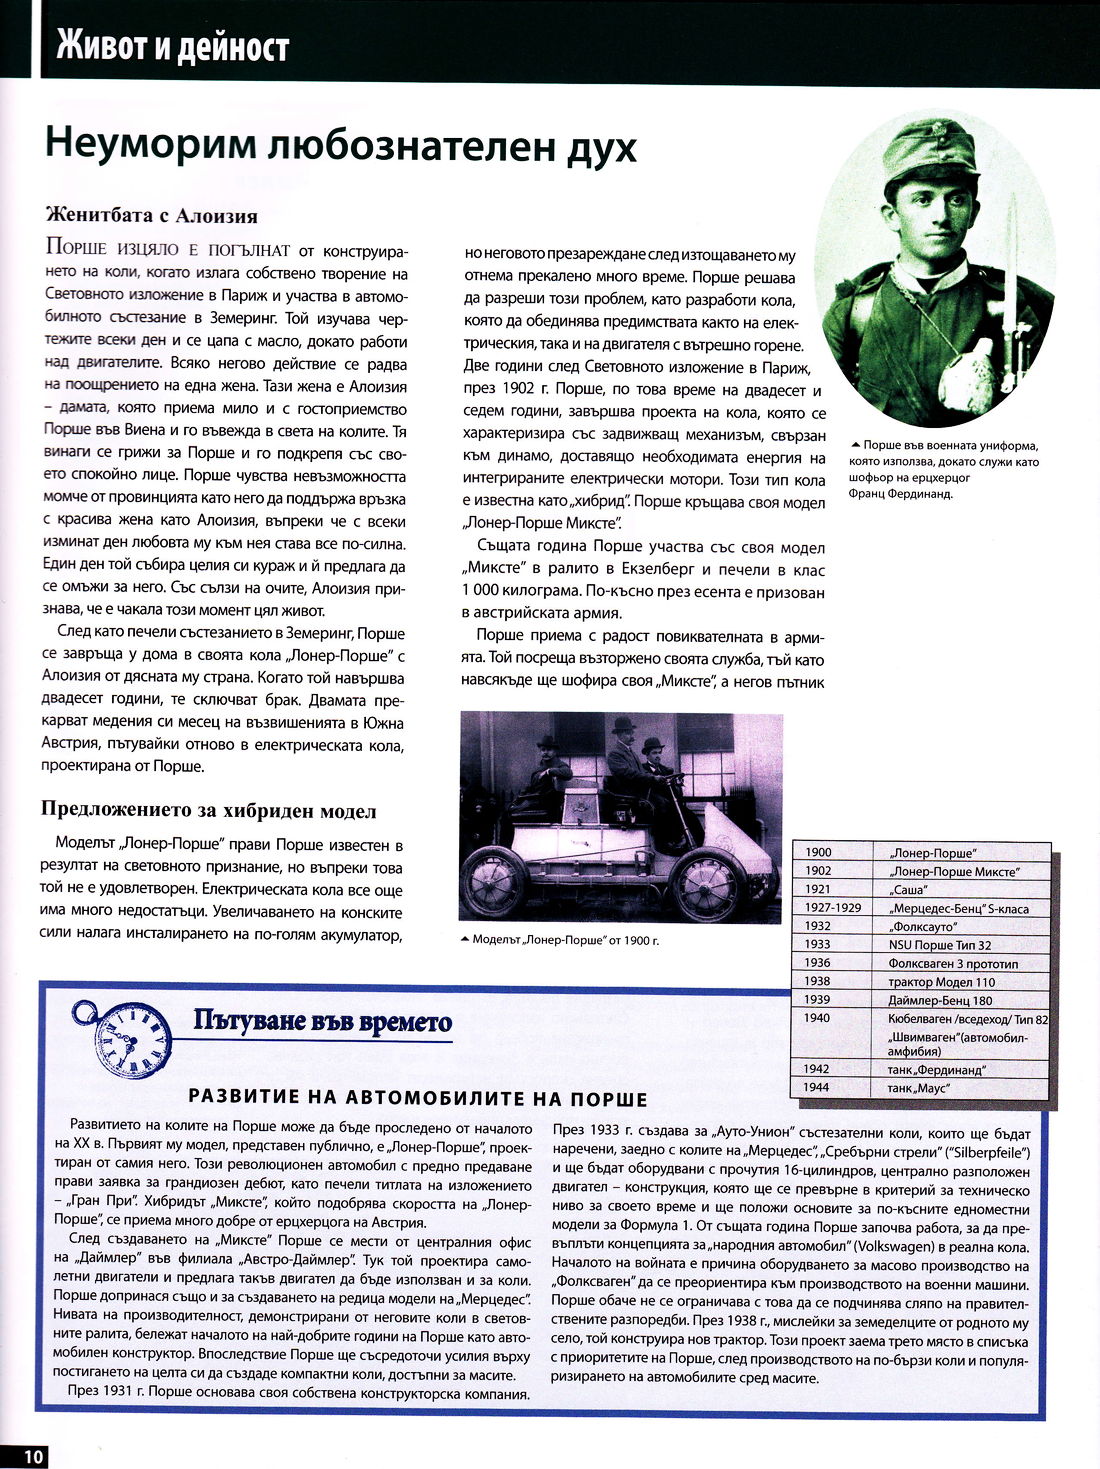 Живот и дейност
Неуморим любознателен дух
Женитбата с Алоизия
ПОРШЕ ИЗЦЯЛО Е ПОГЪЛНАТ от конструира-
нето на коли, когато излага собствено творение на
Световното изложение в Париж и участва в автомо-
билното състезание в Земеринг. Той изучава чер-
тежите всеки ден и се цапа с масло, докато работи
над двигателите. Всяко негово действие се радва
на поощрението на една жена. Тази жена е Алоизия
– дамата, която приема мило и с гостоприемство
Порше във Виена и го въвежда в света на колите. Тя
винаги се грижи за Порше и го подкрепя със сво-
ето спокойно лице. Порше чувства невъзможността
момче от провинцията като него да поддържа връзка
с красива жена като Алоизия, въпреки че с всеки
изминат ден любовта му към нея става все по-силна.
Един ден той събира целия си кураж и й предлага да
се омъжи за него. Със сълзи на очите, Алоизия при-
знава, че е чакала този момент цял живот.
След като печели състезанието в Земеринг, Порше
се завръща у дома в своята кола „Лонер-Порше" с
Алоизия от дясната му страна. Когато той навършва
двадесет години, те сключват брак. Двамата пре-
карват медения си месец на възвишенията в Южна
Австрия, пътувайки отново в електрическата кола,
проектирана от Порше.
Предложението за хибриден модел
Моделът „Лонер-Порше" прави Порше известен в
резултат на световното признание, но въпреки това
той не е удовлетворен. Електрическата кола все още
има много недостатъци. Увеличаването на конските
сили налага инсталирането на по-голям акумулатор,
но неговото презареждане след изтощаването му
отнема прекалено много време. Порше решава
да разреши този проблем, като разработи кола,
която да обединява предимствата както на елек-
трическия, така и на двигателя с вътрешно горене.
Две години след Световното изложение в Париж,
през 1902 г. Порше, по това време на двадесет и
седем години, завършва проекта на кола, която се
характеризира със задвижващ механизъм, свързан
към динамо, доставящо необходимата енергия на
интегрираните електрически мотори. Този тип кола
е известна като „хибрид". Порше кръщава своя модел
„Лонер-Порше Миксте".
Същата година Порше участва със своя модел
„Миксте" в ралито в Екзелберг и печели в клас
1 000 килограма. По-късно през есента е призован
в австрийската армия.
Порше приема с радост повиквателната в арми-
ята. Той посреща възторжено своята служба, тъй като
навсякъде ще шофира своя „Миксте", а негов пътник
Порше във военната униформа,
която използва, докато служи като
шофьор на ерцхерцог
Франц Фердинанд.
Моделът „Лонер-Порше" от 1900 г.
1900 „Лонер-Порше"
1902 „Лонер-Порше Миксте"
1921 „Саша"
1927-1929 „Мерцедес-Бенц" S-класа
1932 „Фолксауто"
1933 NSU Порше Тип 32
1936 Фолксваген 3 прототип
1938 трактор Модел 110
1939 Даймлер-Бенц 180
1940 Кюбелваген /вседеход/ Тип 82
„Швимваген"(автомобил-
амфибия)
1942 танк „Фердинанд"
1944 танк „Маус"
Пътуване във времето
РАЗВИТИЕ НА АВТОМОБИЛИТЕ НА ПОРШЕ
Развитието на колите на Порше може да бъде проследено от началото
на XX в. Първият му модел, представен публично, е „Лонер-Порше", проек-
тиран от самия него. Този революционен автомобил с предно предаване
прави заявка за грандиозен дебют, като печели титлата на изложението
– „Гран При". Хибридът „Миксте", който подобрява скоростта на „Лонер-
Порше", се приема много добре от ерцхерцога на Австрия.
След създаването на „Миксте" Порше се мести от централния офис
на „Даймлер" във филиала „Австро-Даймлер". Тук той проектира само-
летни двигатели и предлага такъв двигател да бъде използван и за коли.
Порше допринася също и за създаването на редица модели на „Мерцедес".
Нивата на производителност, демонстрирани от неговите коли в светов-
ните ралита, бележат началото на най-добрите години на Порше като авто-
мобилен конструктор. Впоследствие Порше ще съсредоточи усилия върху
постигането на целта си да създаде компактни коли, достъпни за масите.
През 1931 г. Порше основава своя собствена конструкторска компания.
През 1933 г. създава за „Ауто-Унион" състезателни коли, които ще бъдат
наречени, заедно с колите на „Мерцедес", „Сребърни стрели" ("Silberpfeile")
и ще бъдат оборудвани с прочутия 16-цилиндров, централно разположен
двигател – конструкция, която ще се превърне в критерий за техническо
ниво за своето време и ще положи основите за по-късните едноместни
модели за Формула 1. От същата година Порше започва работа, за да пре-
въплъти концепцията за „народния автомобил" (Volkswagen) в реална кола.
Началото на войната е причина оборудването за масово производство на
„Фолксваген" да се преориентира към производството на военни машини.
Порше обаче не се ограничава с това да се подчинява сляпо на правител-
ствените разпоредби. През 1938 г., мислейки за земеделците от родното му
село, той конструира нов трактор. Този проект заема трето място в списъка
с приоритетите на Порше, след производството на по-бързи коли и популя-
ризирането на автомобилите сред масите.
10